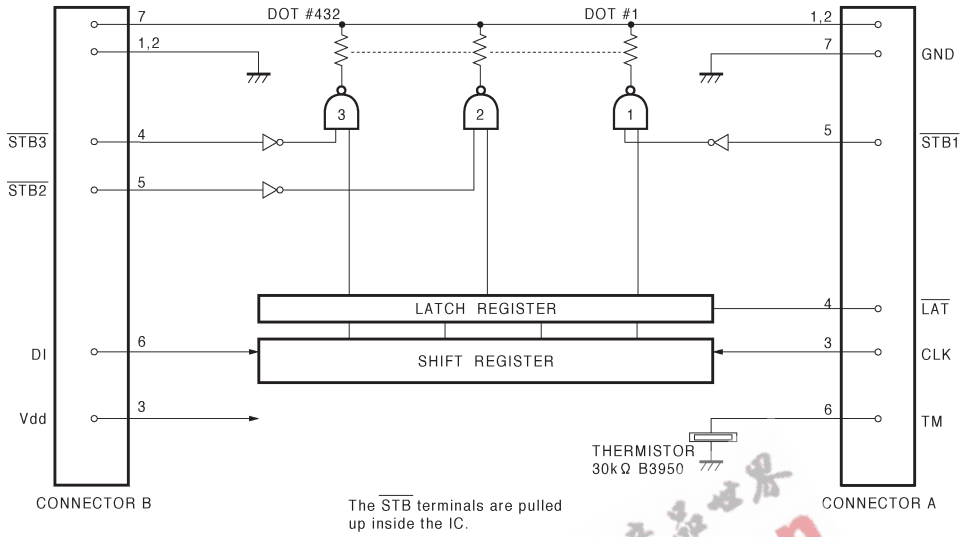 7
DOT #432
DOT #1
1,2
1,2
7
GND
3
2
1
STB3
4
5
STB1
STB2
5
LATCH REGISTER
4
LAT
DI
6
SHIFT REGISTER
3
CLK
Vdd
3
6
TM
THERMISTOR
30kΩ B3950
CONNECTOR B
The STB terminals are pulled
up inside the IC.
CONNECTOR A